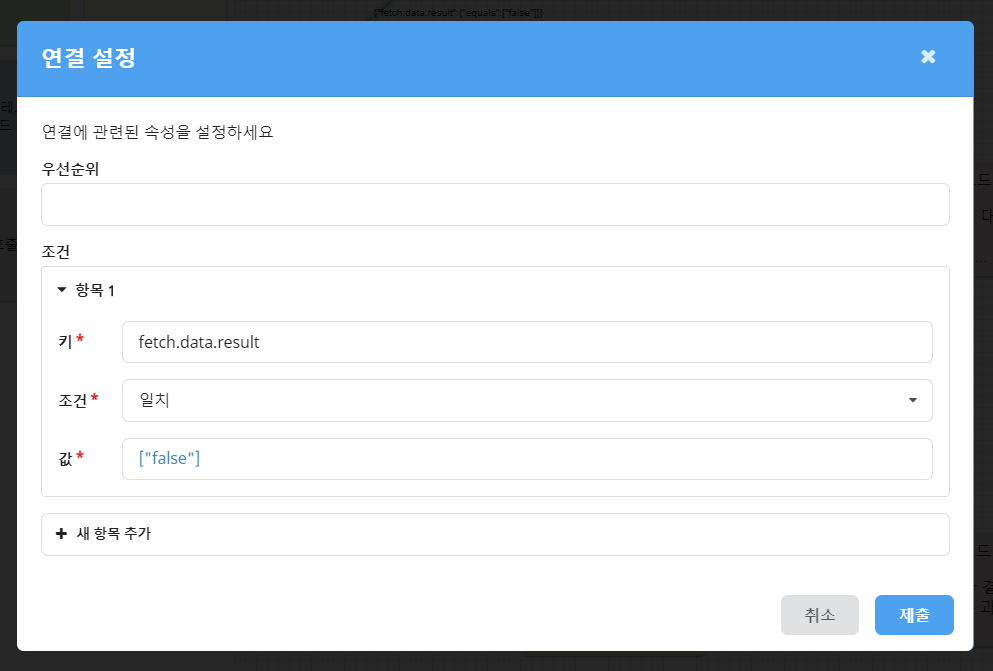 {"fetch.data.result":{"equals":["false"]}}
연결 설정
연결에 관련된 속성을 설정하세요
우선순위
조건
항목 1
키 *
fetch.data.result
조건 *
일치
값 *
["false"]
새 항목 추가
취소
제출